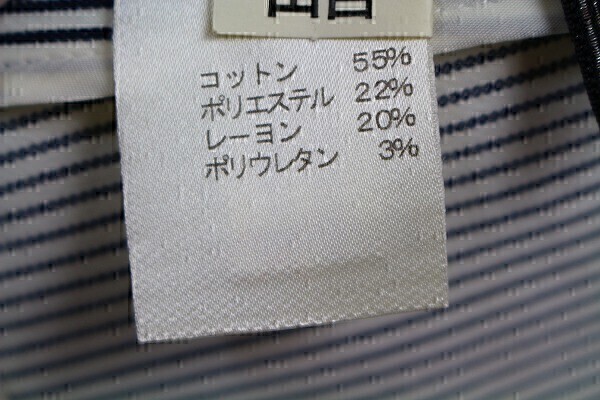 コットン 55%
ポリエステル 22%
レーヨン 20%
ポリウレタン 3%